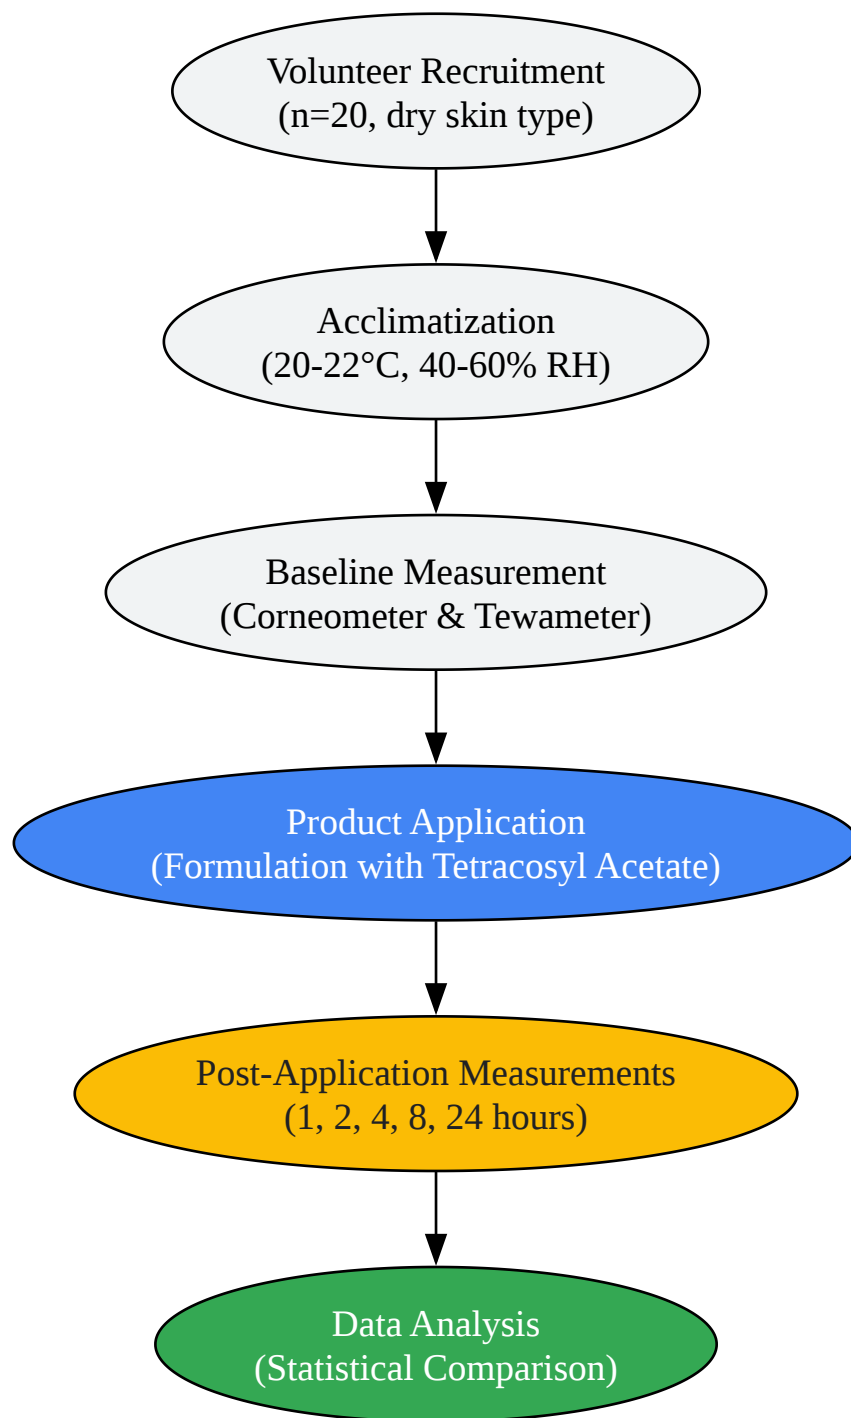 Volunteer Recruitment
(n=20, dry skin type)
Acclimatization
(20-22°C, 40-60% RH)
Baseline Measurement
(Corneometer & Tewameter)
Product Application
(Formulation with Tetracosyl Acetate)
Post-Application Measurements
(1, 2, 4, 8, 24 hours)
Data Analysis
(Statistical Comparison)